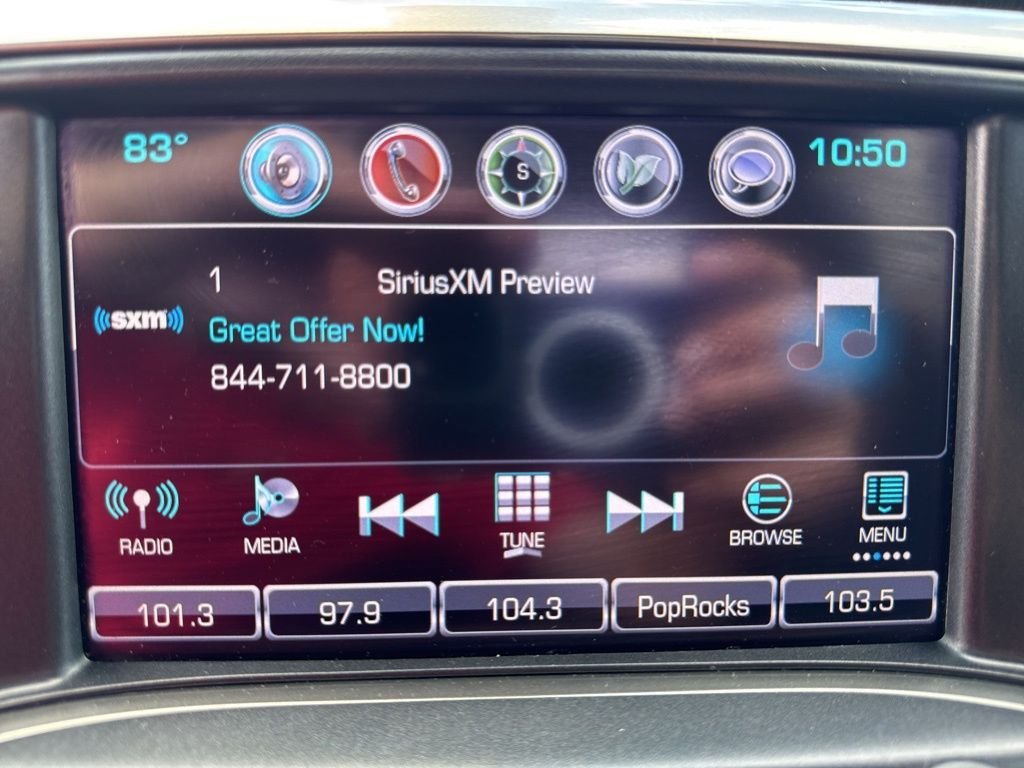 83°
S
10:50
1 SiriusXM Preview
((sxm))
Great Offer Now!
844-711-8800
RADIO
MEDIA
TUNE
BROWSE
MENU
101.3
97.9
104.3
PopRocks
103.5